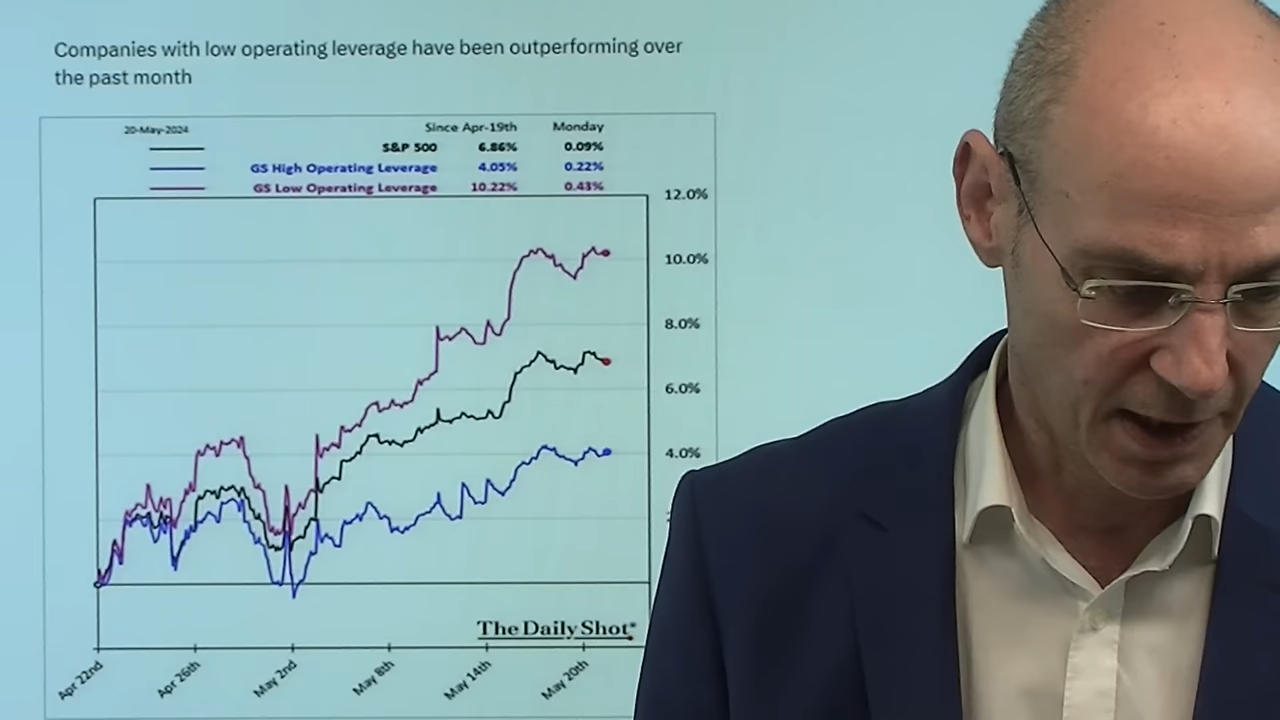 Companies with low operating leverage have been outperforming over
the past month
20-May-2024 Since Apr-19th Monday
S&P 500 6.86% 0.09%
GS High Operating Leverage 4.05% 0.22%
GS Low Operating Leverage 10.22% 0.43%
12.0%
10.0%
8.0%
6.0%
4.0%
The Daily Shot®
Apr 22nd Apr 26th May 2nd May 8th May 14th May 20th